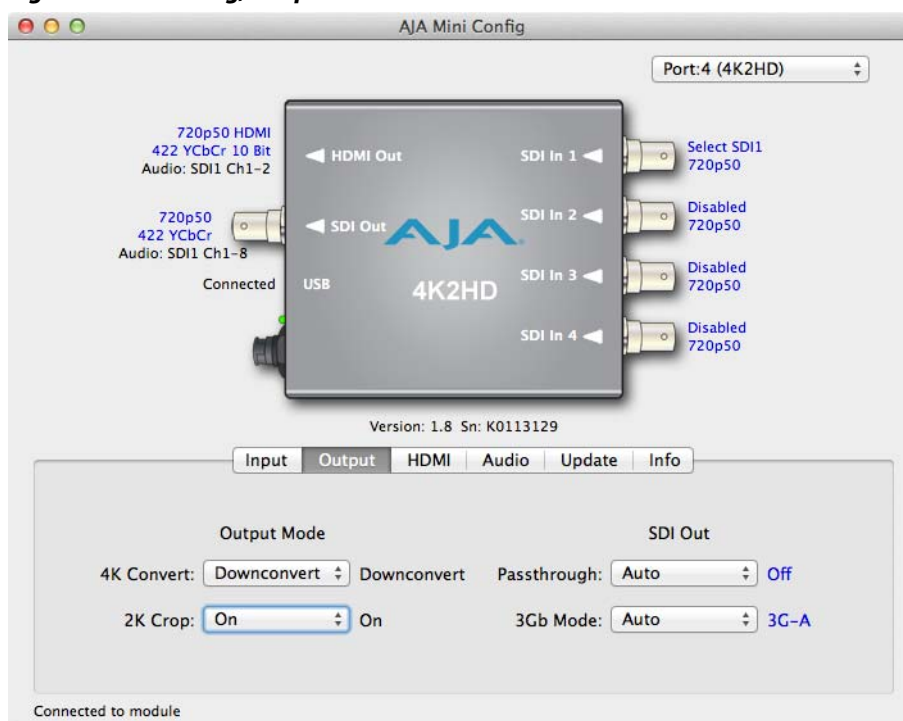 AJA Mini Config
Port:4 (4K2HD)
720p50 HDMI
422 YCbCr 10 Bit
Audio: SDI1 Ch1-2
HDMI Out
SDI In 1
Select SDI1
720p50
720p50
422 YCbCr
Audio: SDI1 Ch1-8
SDI Out
SDI In 2
Disabled
720p50
AJA
Connected
USB
4K2HD
SDI In 3
Disabled
720p50
SDI In 4
Disabled
720p50
Version: 1.8 Sn: K0113129
Input Output HDMI Audio Update Info
Output Mode
SDI Out
4K Convert: Downconvert Downconvert
Passthrough: Auto Off
2K Crop: On On
3Gb Mode: Auto 3G-A
Connected to module